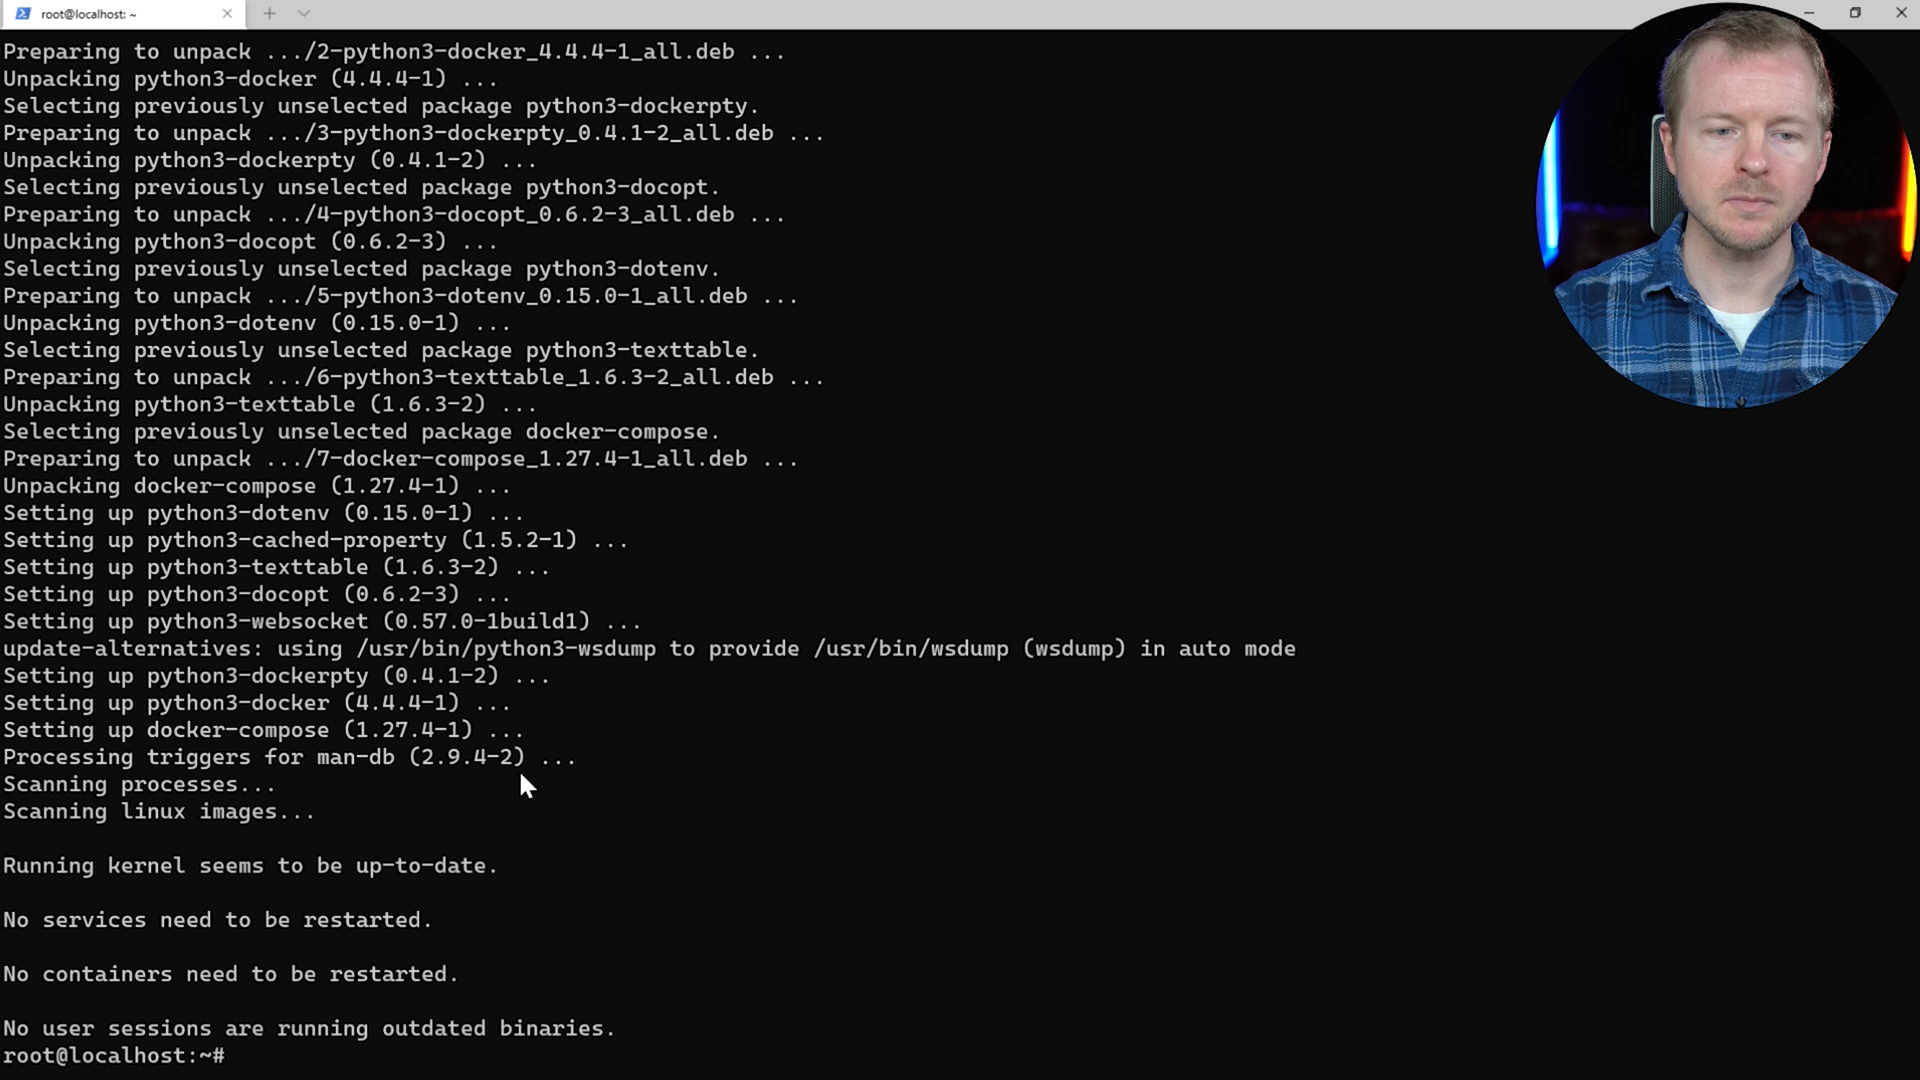 root@localhost: ~
Preparing to unpack .../2-python3-docker_4.4.4-1_all.deb ...
Unpacking python3-docker (4.4.4-1) ...
Selecting previously unselected package python3-dockerpty.
Preparing to unpack .../3-python3-dockerpty_0.4.1-2_all.deb ...
Unpacking python3-dockerpty (0.4.1-2) ...
Selecting previously unselected package python3-docopt.
Preparing to unpack .../4-python3-docopt_0.6.2-3_all.deb ...
Unpacking python3-docopt (0.6.2-3) ...
Selecting previously unselected package python3-dotenv.
Preparing to unpack .../5-python3-dotenv_0.15.0-1_all.deb ...
Unpacking python3-dotenv (0.15.0-1) ...
Selecting previously unselected package python3-texttable.
Preparing to unpack .../6-python3-texttable_1.6.3-2_all.deb ...
Unpacking python3-texttable (1.6.3-2) ...
Selecting previously unselected package docker-compose.
Preparing to unpack .../7-docker-compose_1.27.4-1_all.deb ...
Unpacking docker-compose (1.27.4-1) ...
Setting up python3-dotenv (0.15.0-1) ...
Setting up python3-cached-property (1.5.2-1) ...
Setting up python3-texttable (1.6.3-2) ...
Setting up python3-docopt (0.6.2-3) ...
Setting up python3-websocket (0.57.0-1build1) ...
update-alternatives: using /usr/bin/python3-wsdump to provide /usr/bin/wsdump (wsdump) in auto mode
Setting up python3-dockerpty (0.4.1-2) ...
Setting up python3-docker (4.4.4-1) ...
Setting up docker-compose (1.27.4-1) ...
Processing triggers for man-db (2.9.4-2) ...
Scanning processes...
Scanning linux images...
Running kernel seems to be up-to-date.
No services need to be restarted.
No containers need to be restarted.
No user sessions are running outdated binaries.
root@localhost:~#